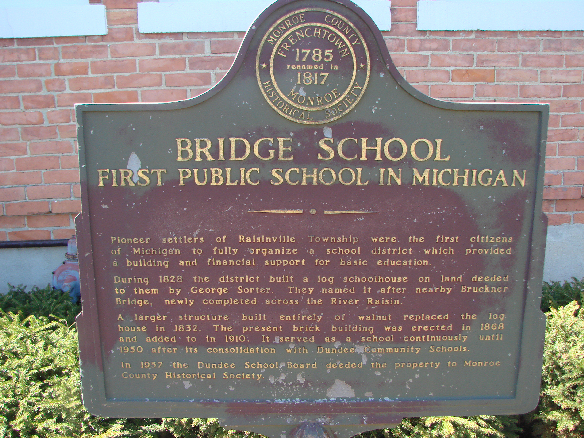 MONROE COUNTY
FRENCHTOWN
1785
renamed in
1817
MONROE
HISTORICAL SOCIETY
BRIDGE SCHOOL
FIRST PUBLIC SCHOOL IN MICHIGAN
Pioneer settlers of Raisinville Township were the first citizens
of Michigan to fully organize a school district which provided
a building and financial support for basic education.
During 1828 the district built a log schoolhouse on land deeded
to them by George Sorter. They named it after nearby Bruckner
Bridge, newly completed across the River Raisin.
A larger structure built entirely of walnut replaced the log
house in 1832. The present brick building was erected in 1868
and added to in 1910. It served as a school continuously until
1950 after its consolidation with Dundee Community Schools.
In 1957 the Dundee School Board deeded the property to Monroe
County Historical Society.